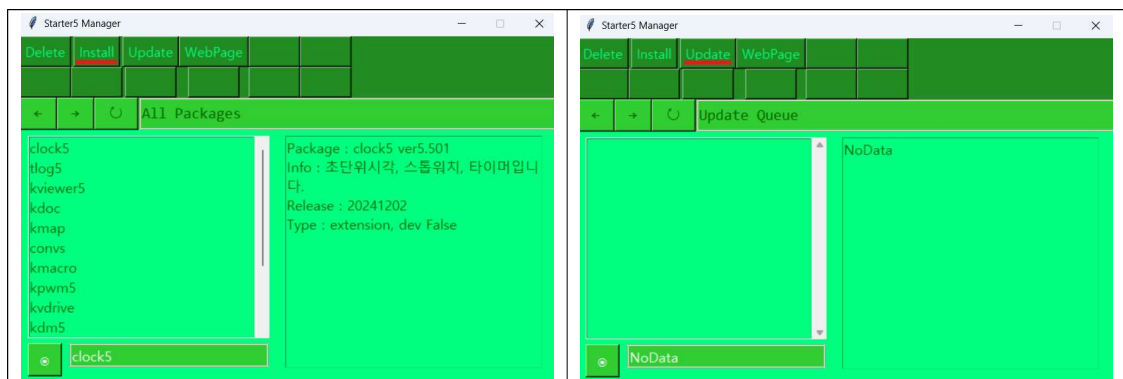 Starter5 Manager
Delete Install Update WebPage
← → ↻ All Packages
clock5
tlog5
kviewer5
kdoc
kmap
convs
kmacro
kpwm5
kvdrive
kdm5
clock5
Package : clock5 ver5.501
Info : 초단위시각, 스톱워치, 타이머입니
다.
Release : 20241202
Type : extension, dev False
Starter5 Manager
Delete Install Update WebPage
← → ↻ Update Queue
NoData
NoData